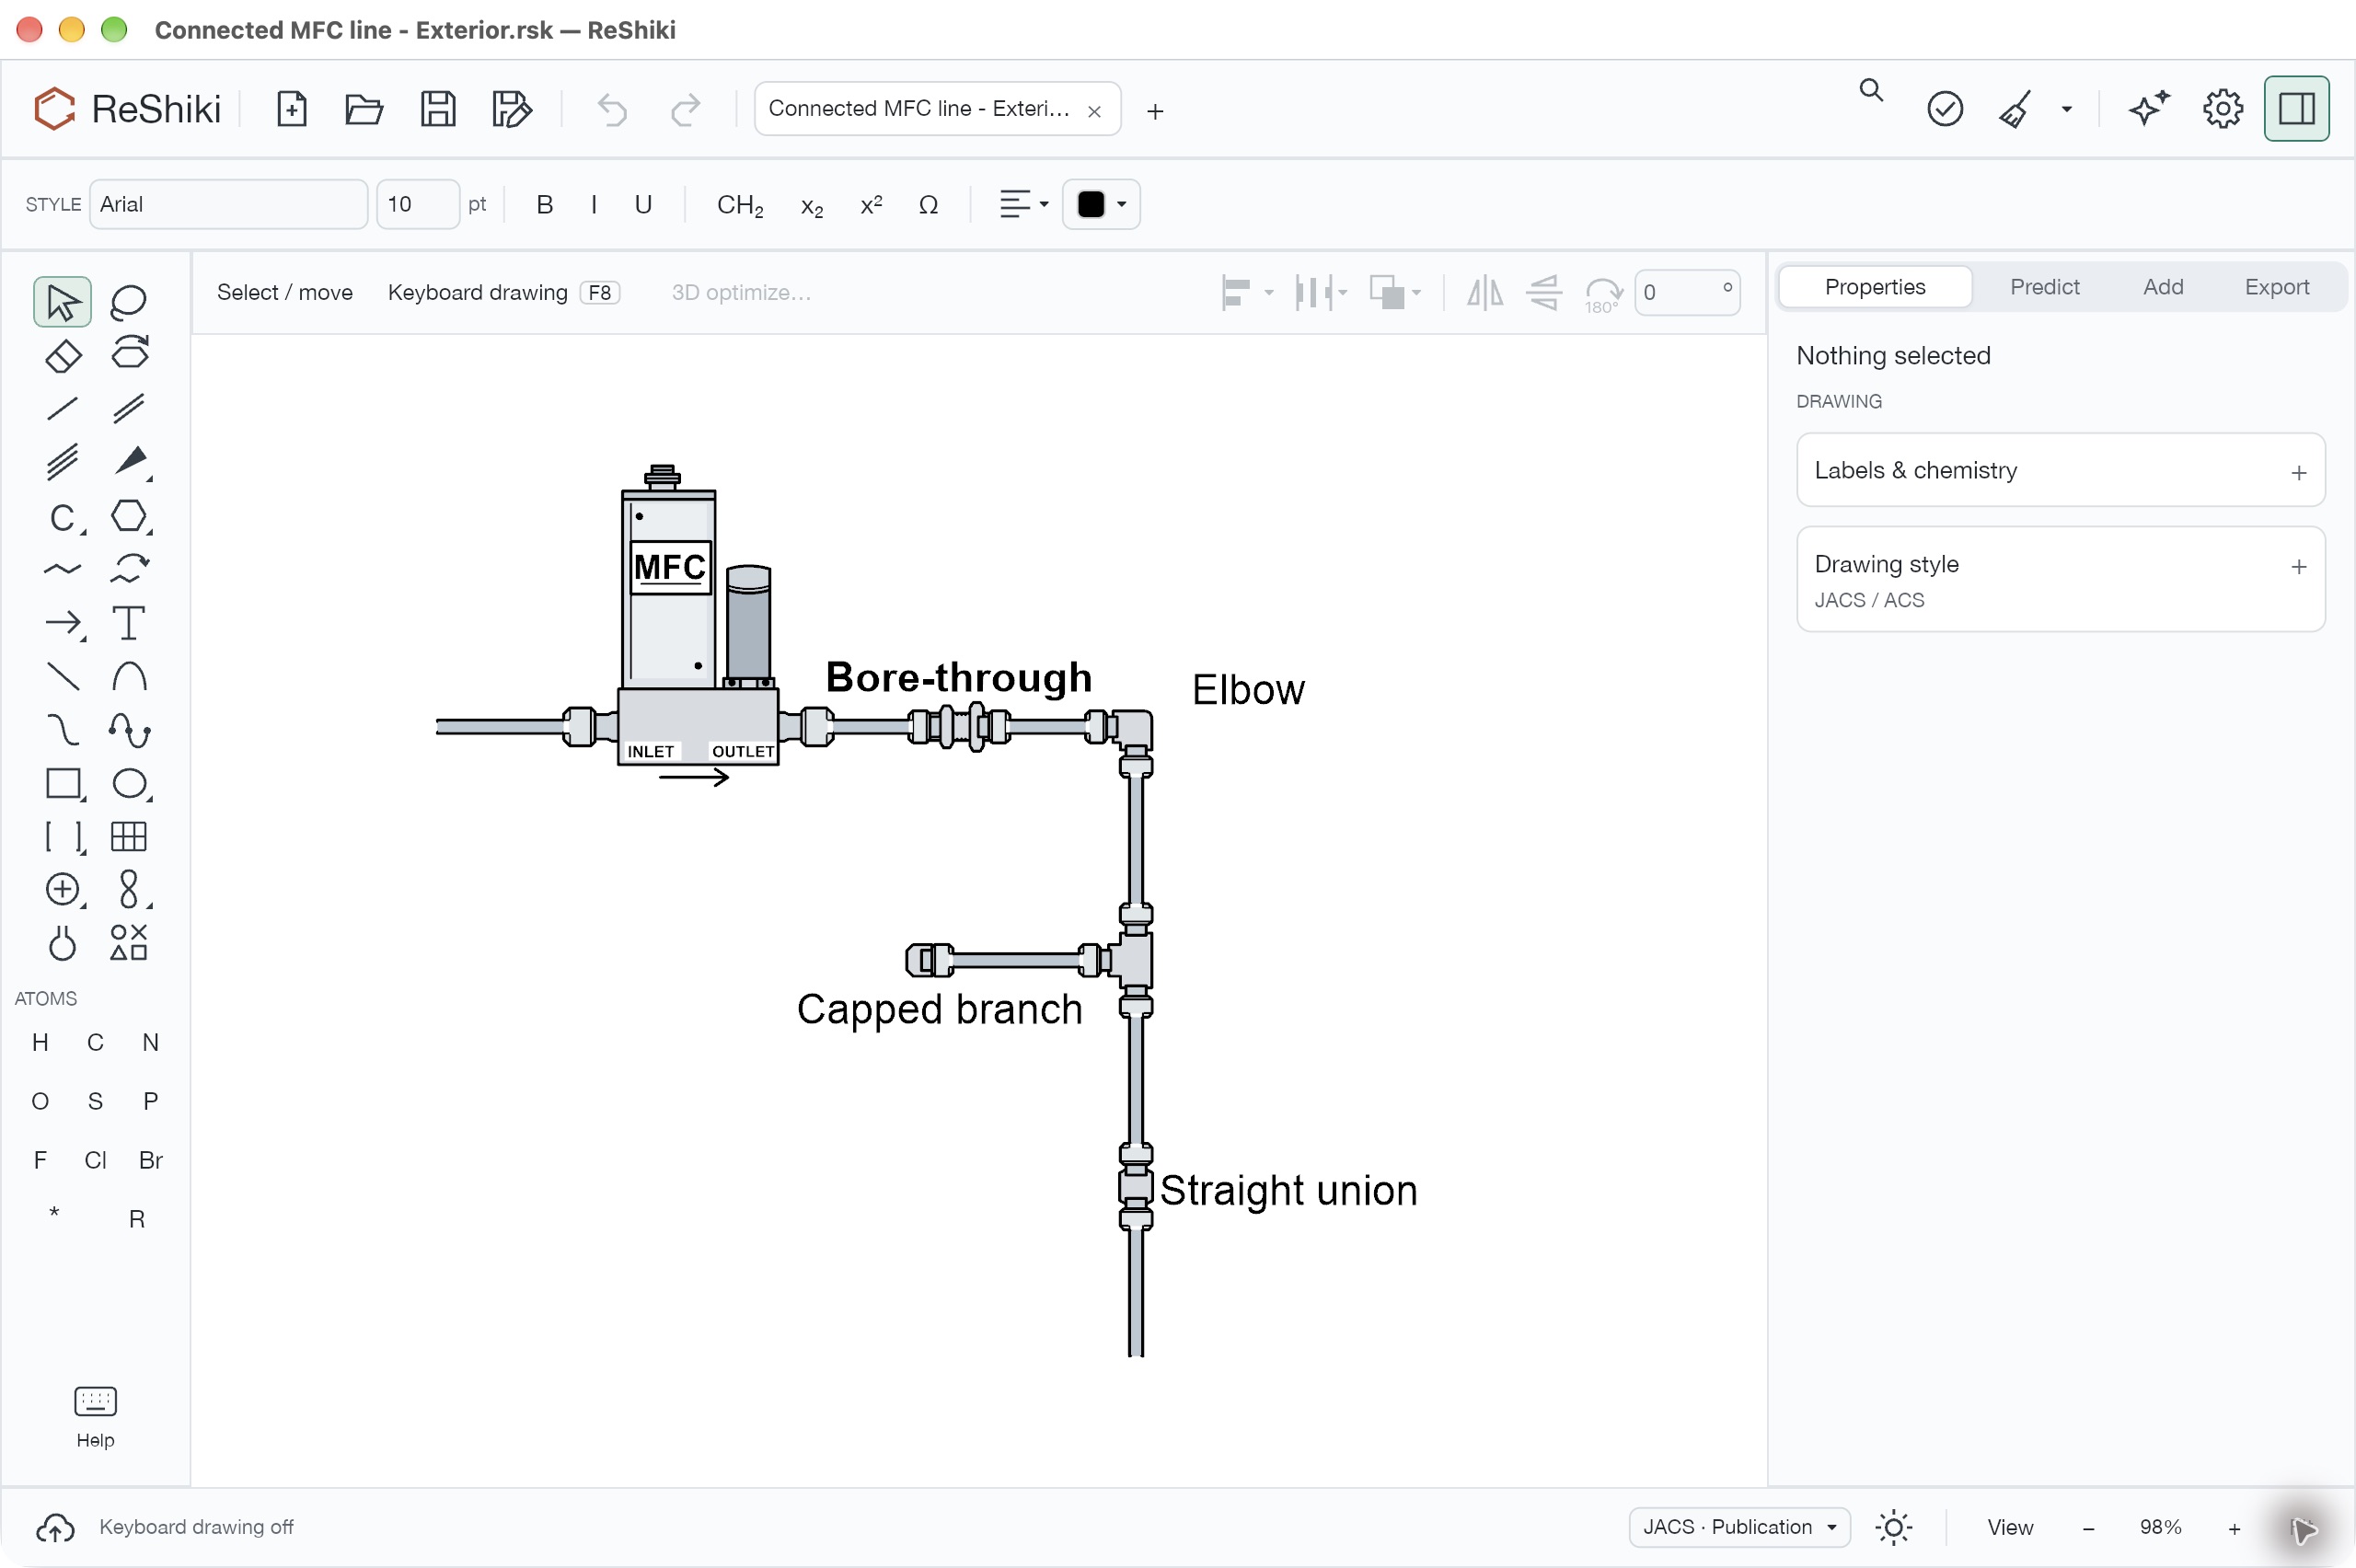 Connected MFC line - Exterior.rsk — ReShiki
ReShiki
Connected MFC line - Exteri...
STYLE Arial 10 pt B I U CH₂ x₂ x² Ω
Select / move Keyboard drawing F8 3D optimize... 180° 0 °
Properties Predict Add Export
Nothing selected
DRAWING
Labels & chemistry
Drawing style
JACS / ACS
C
T
MFC
Bore-through
Elbow
INLET OUTLET
Capped branch
Straight union
ATOMS
H C N
O S P
F Cl Br
* R
Help
Keyboard drawing off
JACS · Publication
View − 98% +